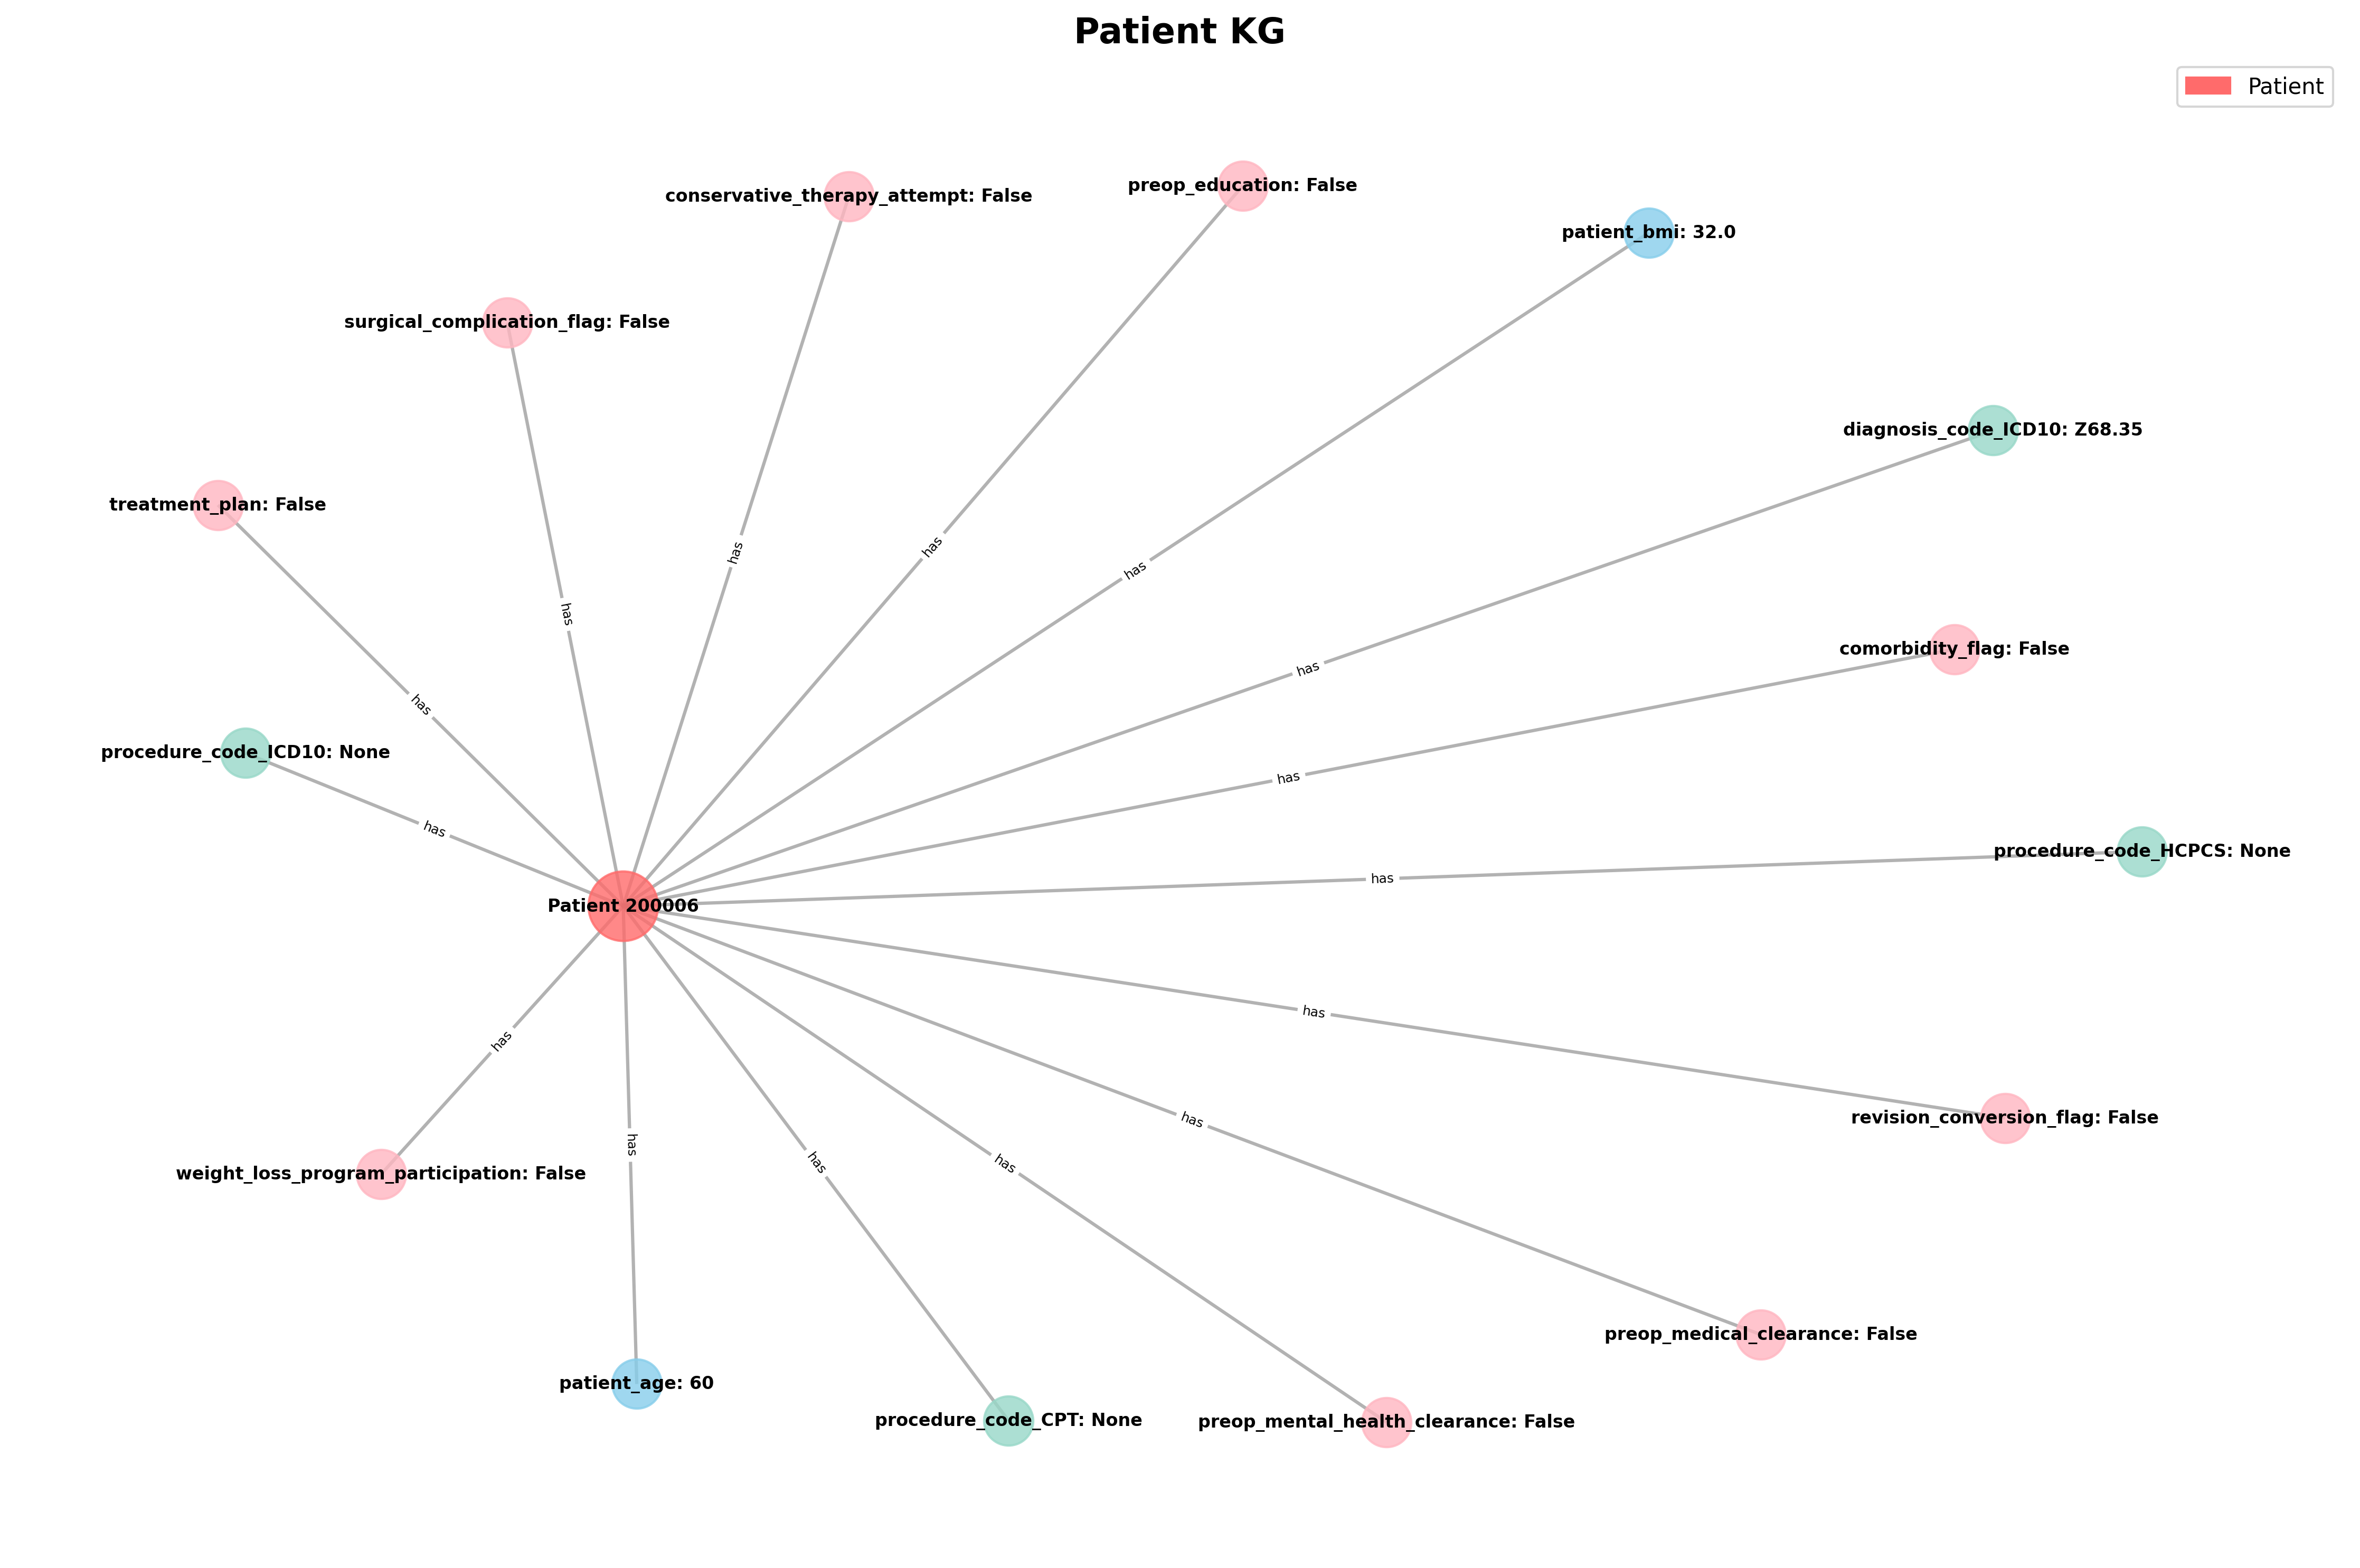 Patient KG
Patient
preop_education: False
conservative_therapy_attempt: False
patient_bmi: 32.0
surgical_complication_flag: False
diagnosis_code_ICD10: Z68.35
treatment_plan: False
has
has
has
has
comorbidity_flag: False
has
has
procedure_code_ICD10: None
has
has
procedure_code_HCPCS: None
has
Patient 200006
has
has
revision_conversion_flag: False
has
has
has
has
weight_loss_program_participation: False
preop_medical_clearance: False
patient_age: 60
procedure_code_CPT: None
preop_mental_health_clearance: False
has